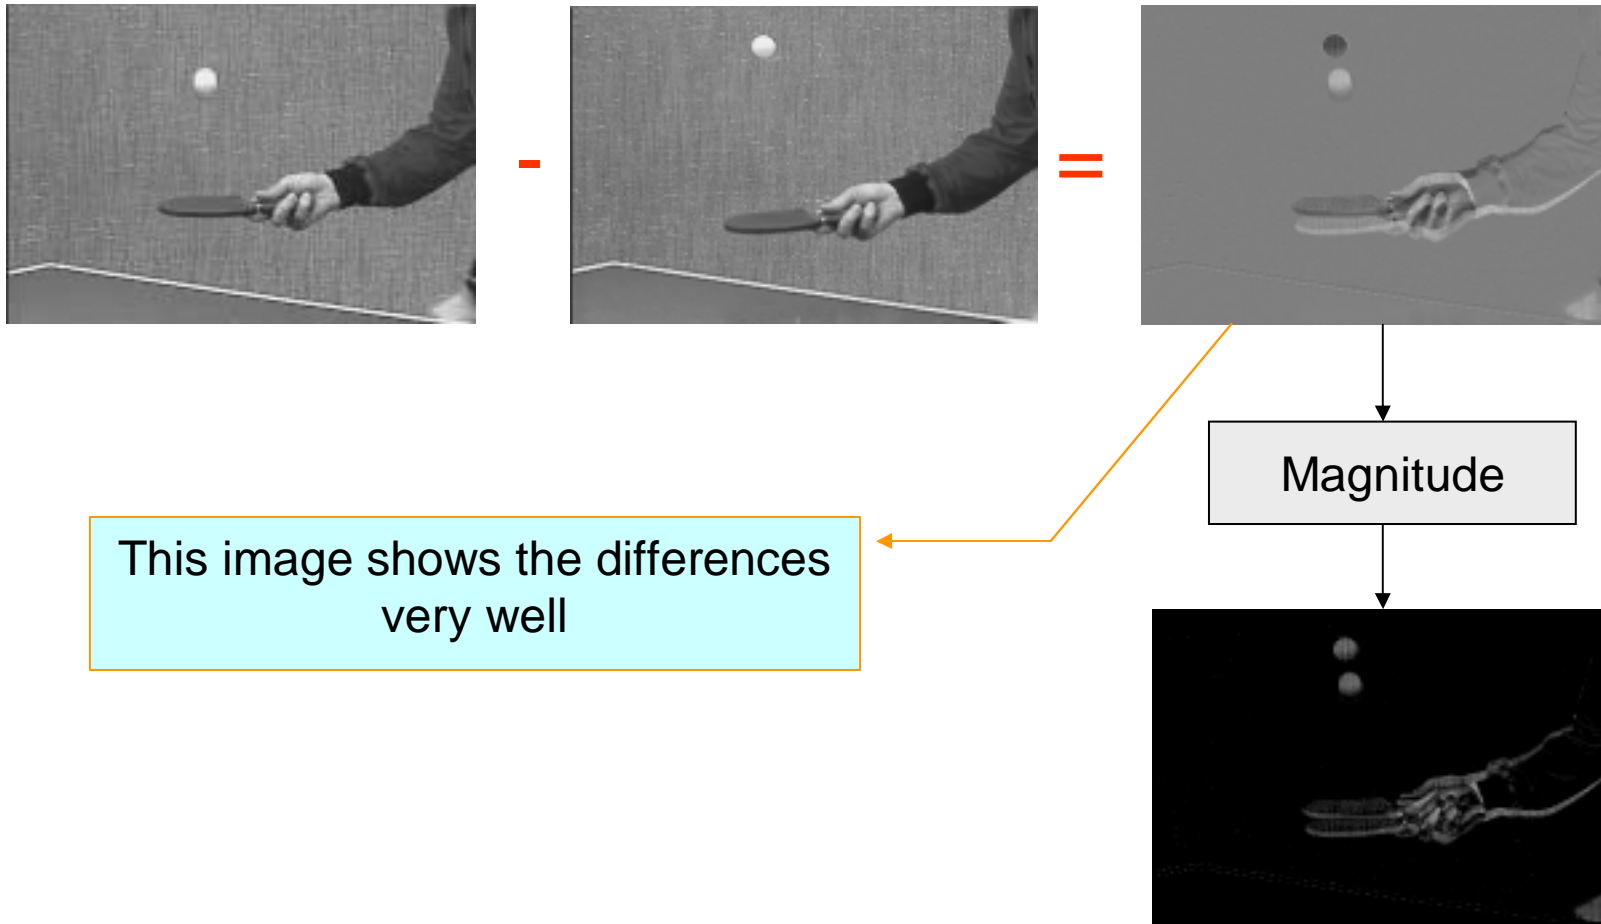 -
=
Magnitude
This image shows the differences
very well